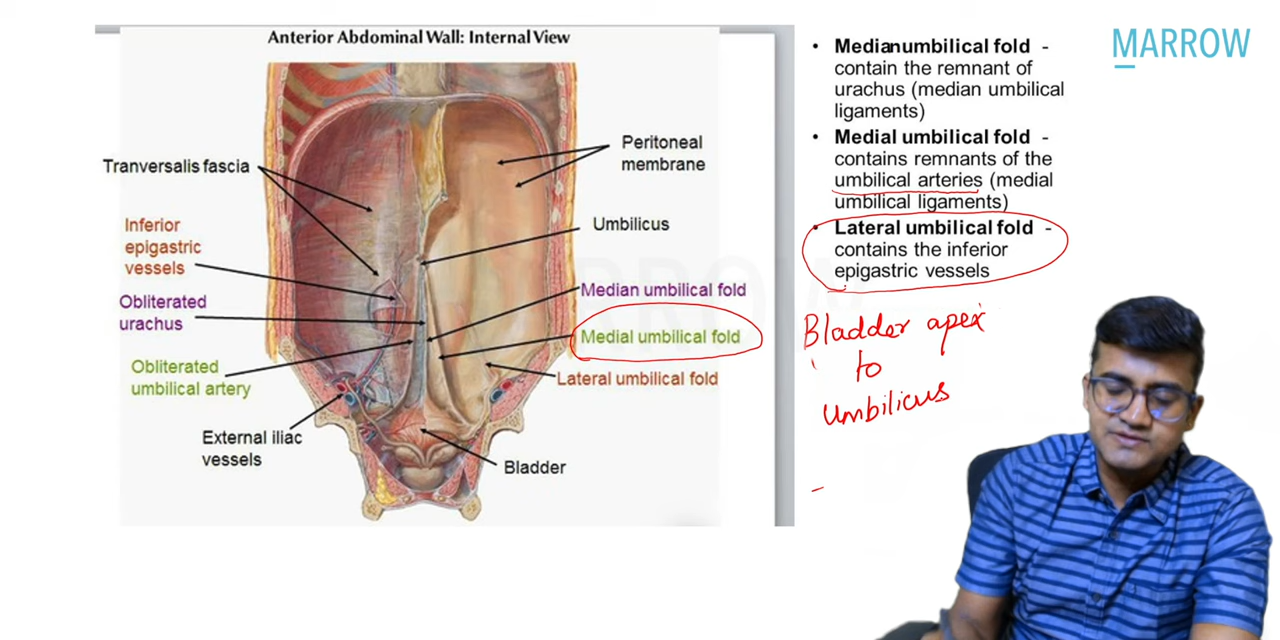 Anterior Abdominal Wall: Internal View
Tranversalis fascia
Inferior
epigastric
vessels
Obliterated
urachus
Obliterated
umbilical artery
External iliac
vessels
Peritoneal
membrane
Umbilicus
Median umbilical fold
Medial umbilical fold
Lateral umbilical fold
Bladder
• Medianumbilical fold -
contain the remnant of
urachus (median umbilical
ligaments)
• Medial umbilical fold -
contains remnants of the
umbilical arteries (medial
umbilical ligaments)
• Lateral umbilical fold -
contains the inferior
epigastric vessels
Bladder apex
to
Umbilicus
MARROW